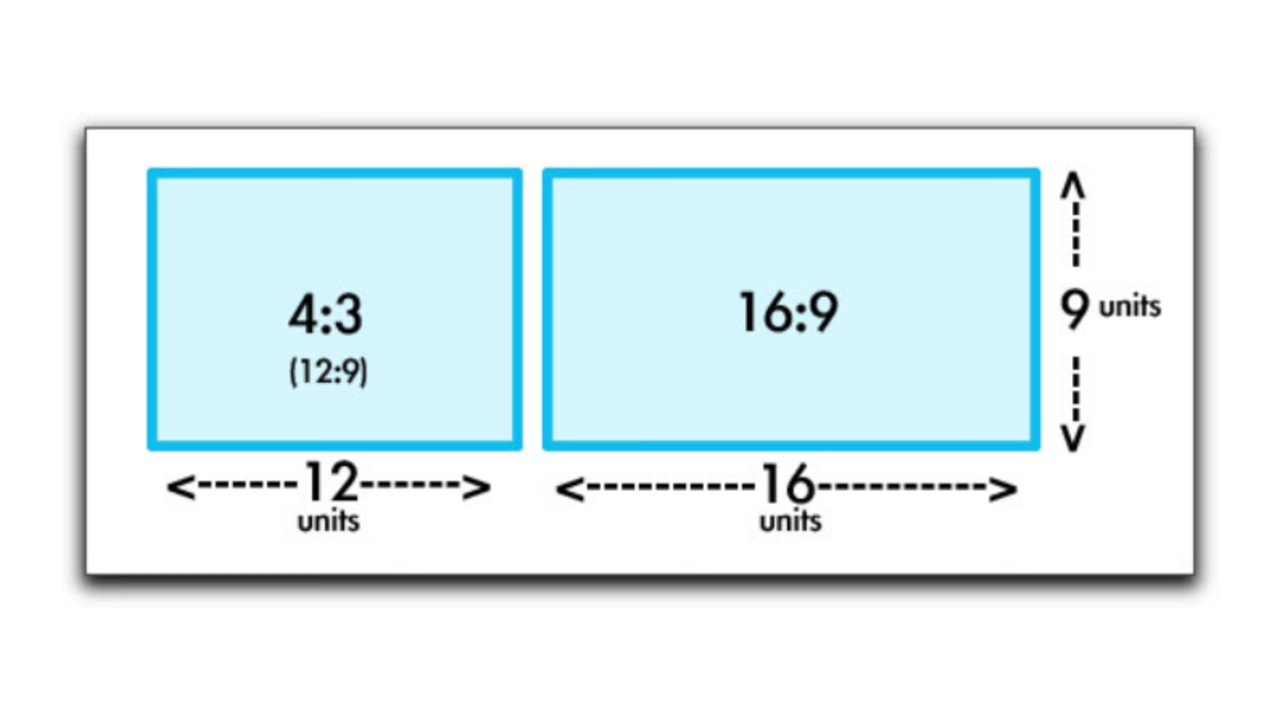 4:3
(12:9)
16:9
9 units
<------12------>
units
<----------16---------->
units